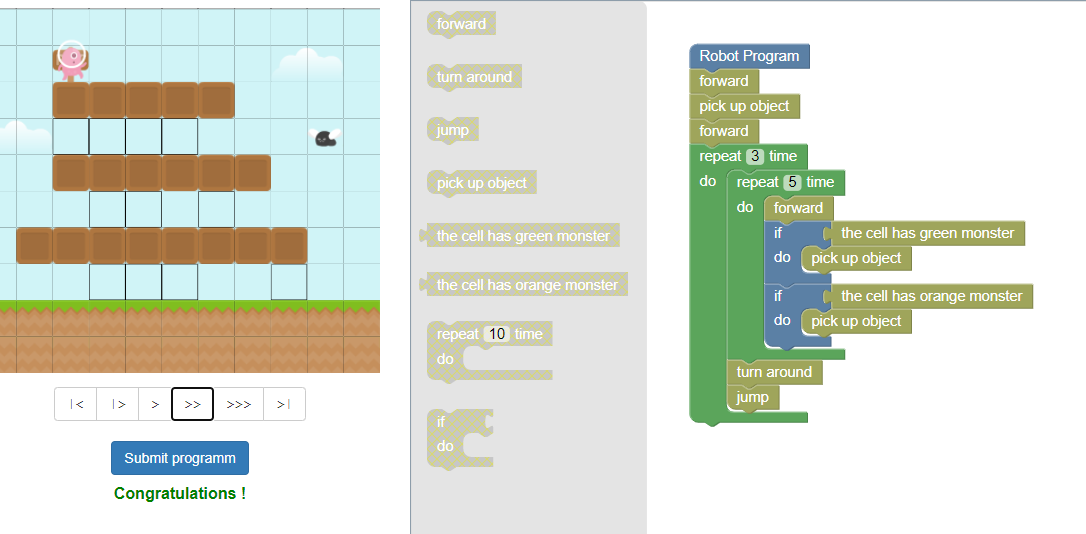 forward
turn around
jump
pick up object
the cell has green monster
the cell has orange monster
repeat 10 time
do
if
do
Robot Program
forward
pick up object
forward
repeat 3 time
do repeat 5 time
do forward
if the cell has green monster
do pick up object
if the cell has orange monster
do pick up object
turn around
jump
|< |> > >> >>> >|
Submit programm
Congratulations !